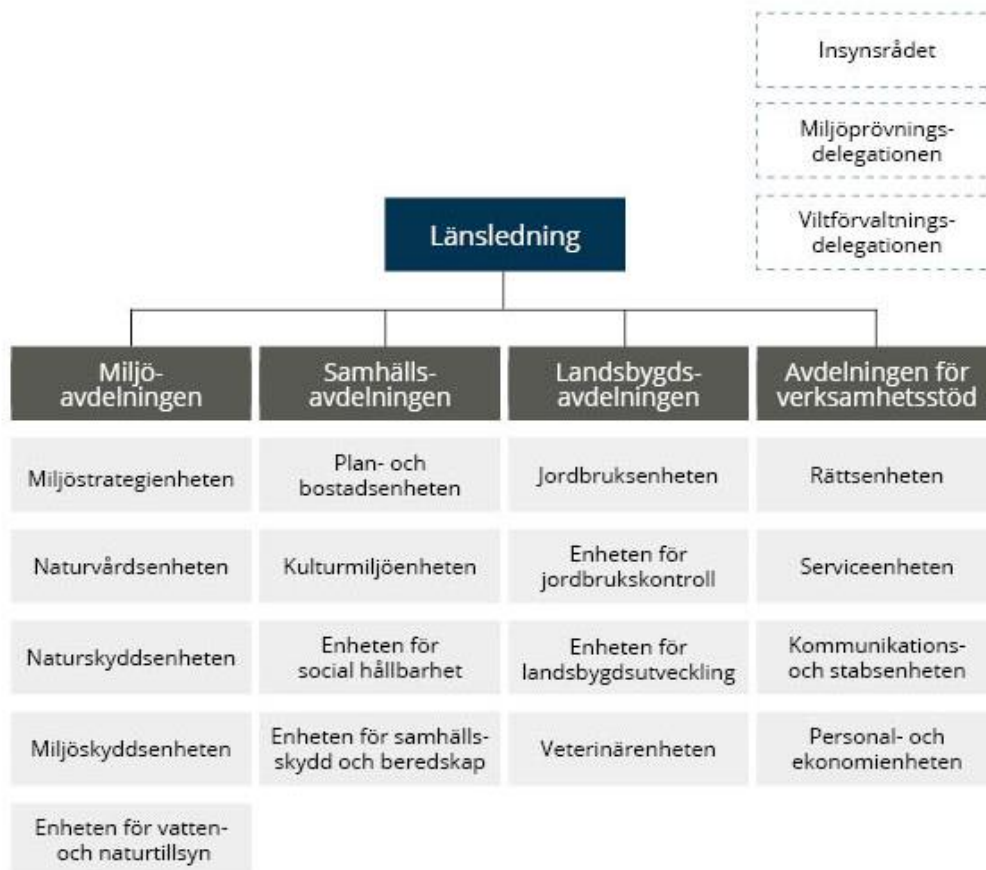 Insynsrådet
Miljöprövnings-
delegationen
Viltförvaltnings-
delegationen
Länsledning
Miljö-
avdelningen
Miljöstrategienheten
Naturvårdsenheten
Naturskyddsenheten
Miljöskyddsenheten
Enheten för vatten-
och naturtillsyn
Samhälls-
avdelningen
Plan- och
bostadsenheten
Kulturmiljöenheten
Enheten för
social hållbarhet
Enheten för samhälls-
skydd och beredskap
Landsbygds-
avdelningen
Jordbruksenheten
Enheten för
jordbrukskontroll
Enheten för
landsbygdsutveckling
Veterinärenheten
Avdelningen för
verksamhetsstöd
Rättsenheten
Serviceenheten
Kommunikations-
och stabsenheten
Personal- och
ekonomienheten